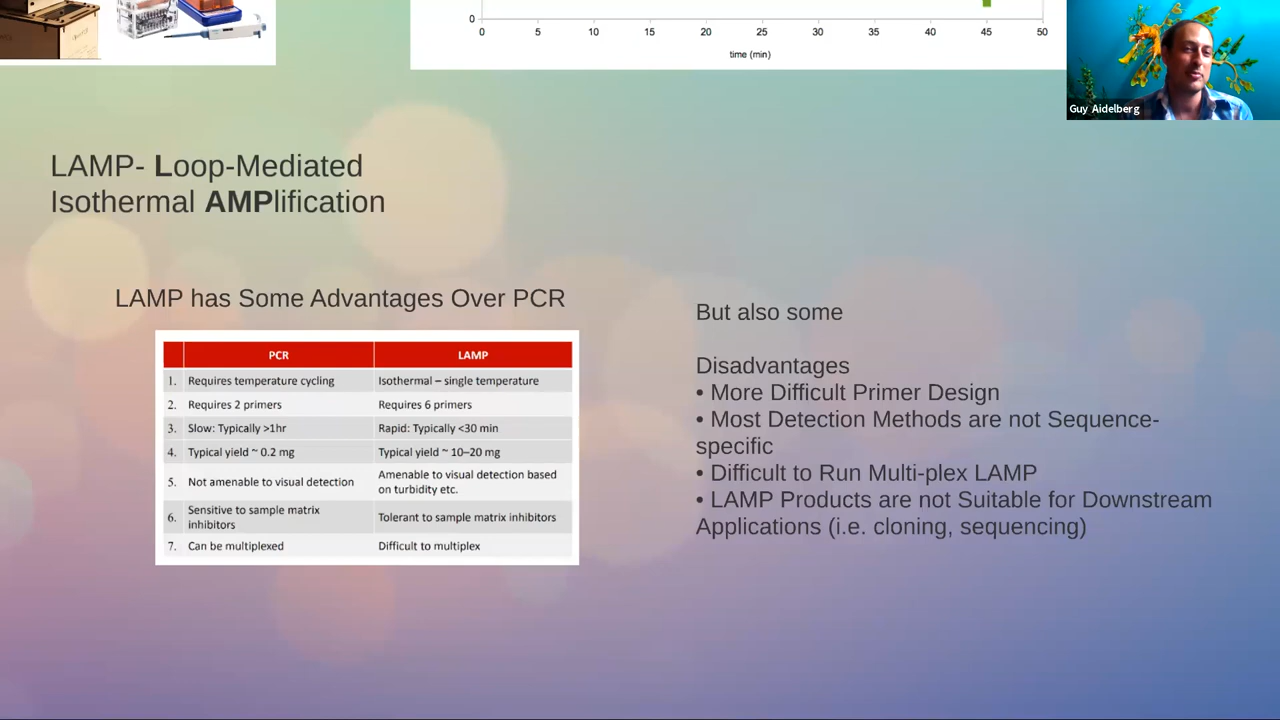 0
0 5 10 15 20 25 30 35 40 45 50
time (min)
Guy Aidelberg
LAMP- Loop-Mediated
Isothermal AMPlification
LAMP has Some Advantages Over PCR
PCR LAMP
1. Requires temperature cycling Isothermal – single temperature
2. Requires 2 primers Requires 6 primers
3. Slow: Typically >1hr Rapid: Typically <30 min
4. Typical yield ~ 0.2 mg Typical yield ~ 10–20 mg
5. Not amenable to visual detection Amenable to visual detection based
on turbidity etc.
6. Sensitive to sample matrix
inhibitors Tolerant to sample matrix inhibitors
7. Can be multiplexed Difficult to multiplex
But also some
Disadvantages
• More Difficult Primer Design
• Most Detection Methods are not Sequence-
specific
• Difficult to Run Multi-plex LAMP
• LAMP Products are not Suitable for Downstream
Applications (i.e. cloning, sequencing)